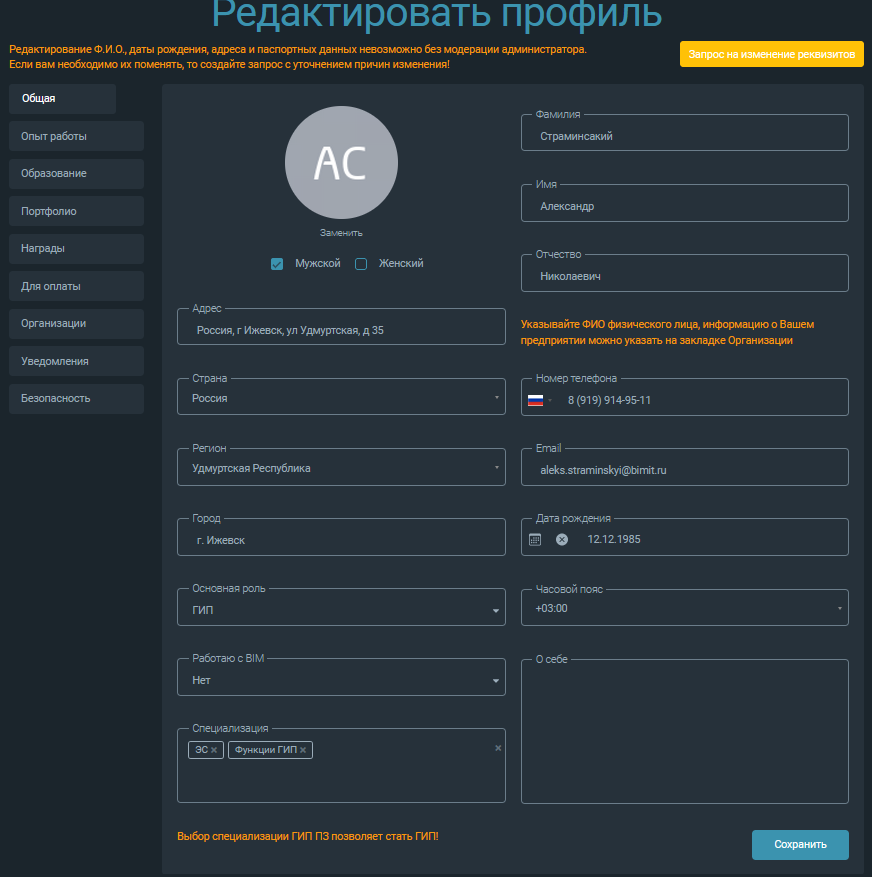 Редактировать профиль
Редактирование Ф.И.О., даты рождения, адреса и паспортных данных невозможно без модерации администратора.
Если вам необходимо их поменять, то создайте запрос с уточнением причин изменения!
Запрос на изменение реквизитов
Общая
Опыт работы
Образование
Портфолио
Награды
Для оплаты
Организации
Уведомления
Безопасность
АС
Заменить
Мужской
Женский
Адрес
Россия, г Ижевск, ул Удмуртская, д 35
Страна
Россия
Регион
Удмуртская Республика
Город
г. Ижевск
Основная роль
ГИП
Работаю с BIM
Нет
Специализация
ЭС
Функции ГИП
Выбор специализации ГИП ПЗ позволяет стать ГИП!
Фамилия
Страминсакий
Имя
Александр
Отчество
Николаевич
Указывайте ФИО физического лица, информацию о Вашем
предприятии можно указать на закладке Организации
Номер телефона
8 (919) 914-95-11
Email
aleks.straminskyi@bimit.ru
Дата рождения
12.12.1985
Часовой пояс
+03:00
О себе
Сохранить